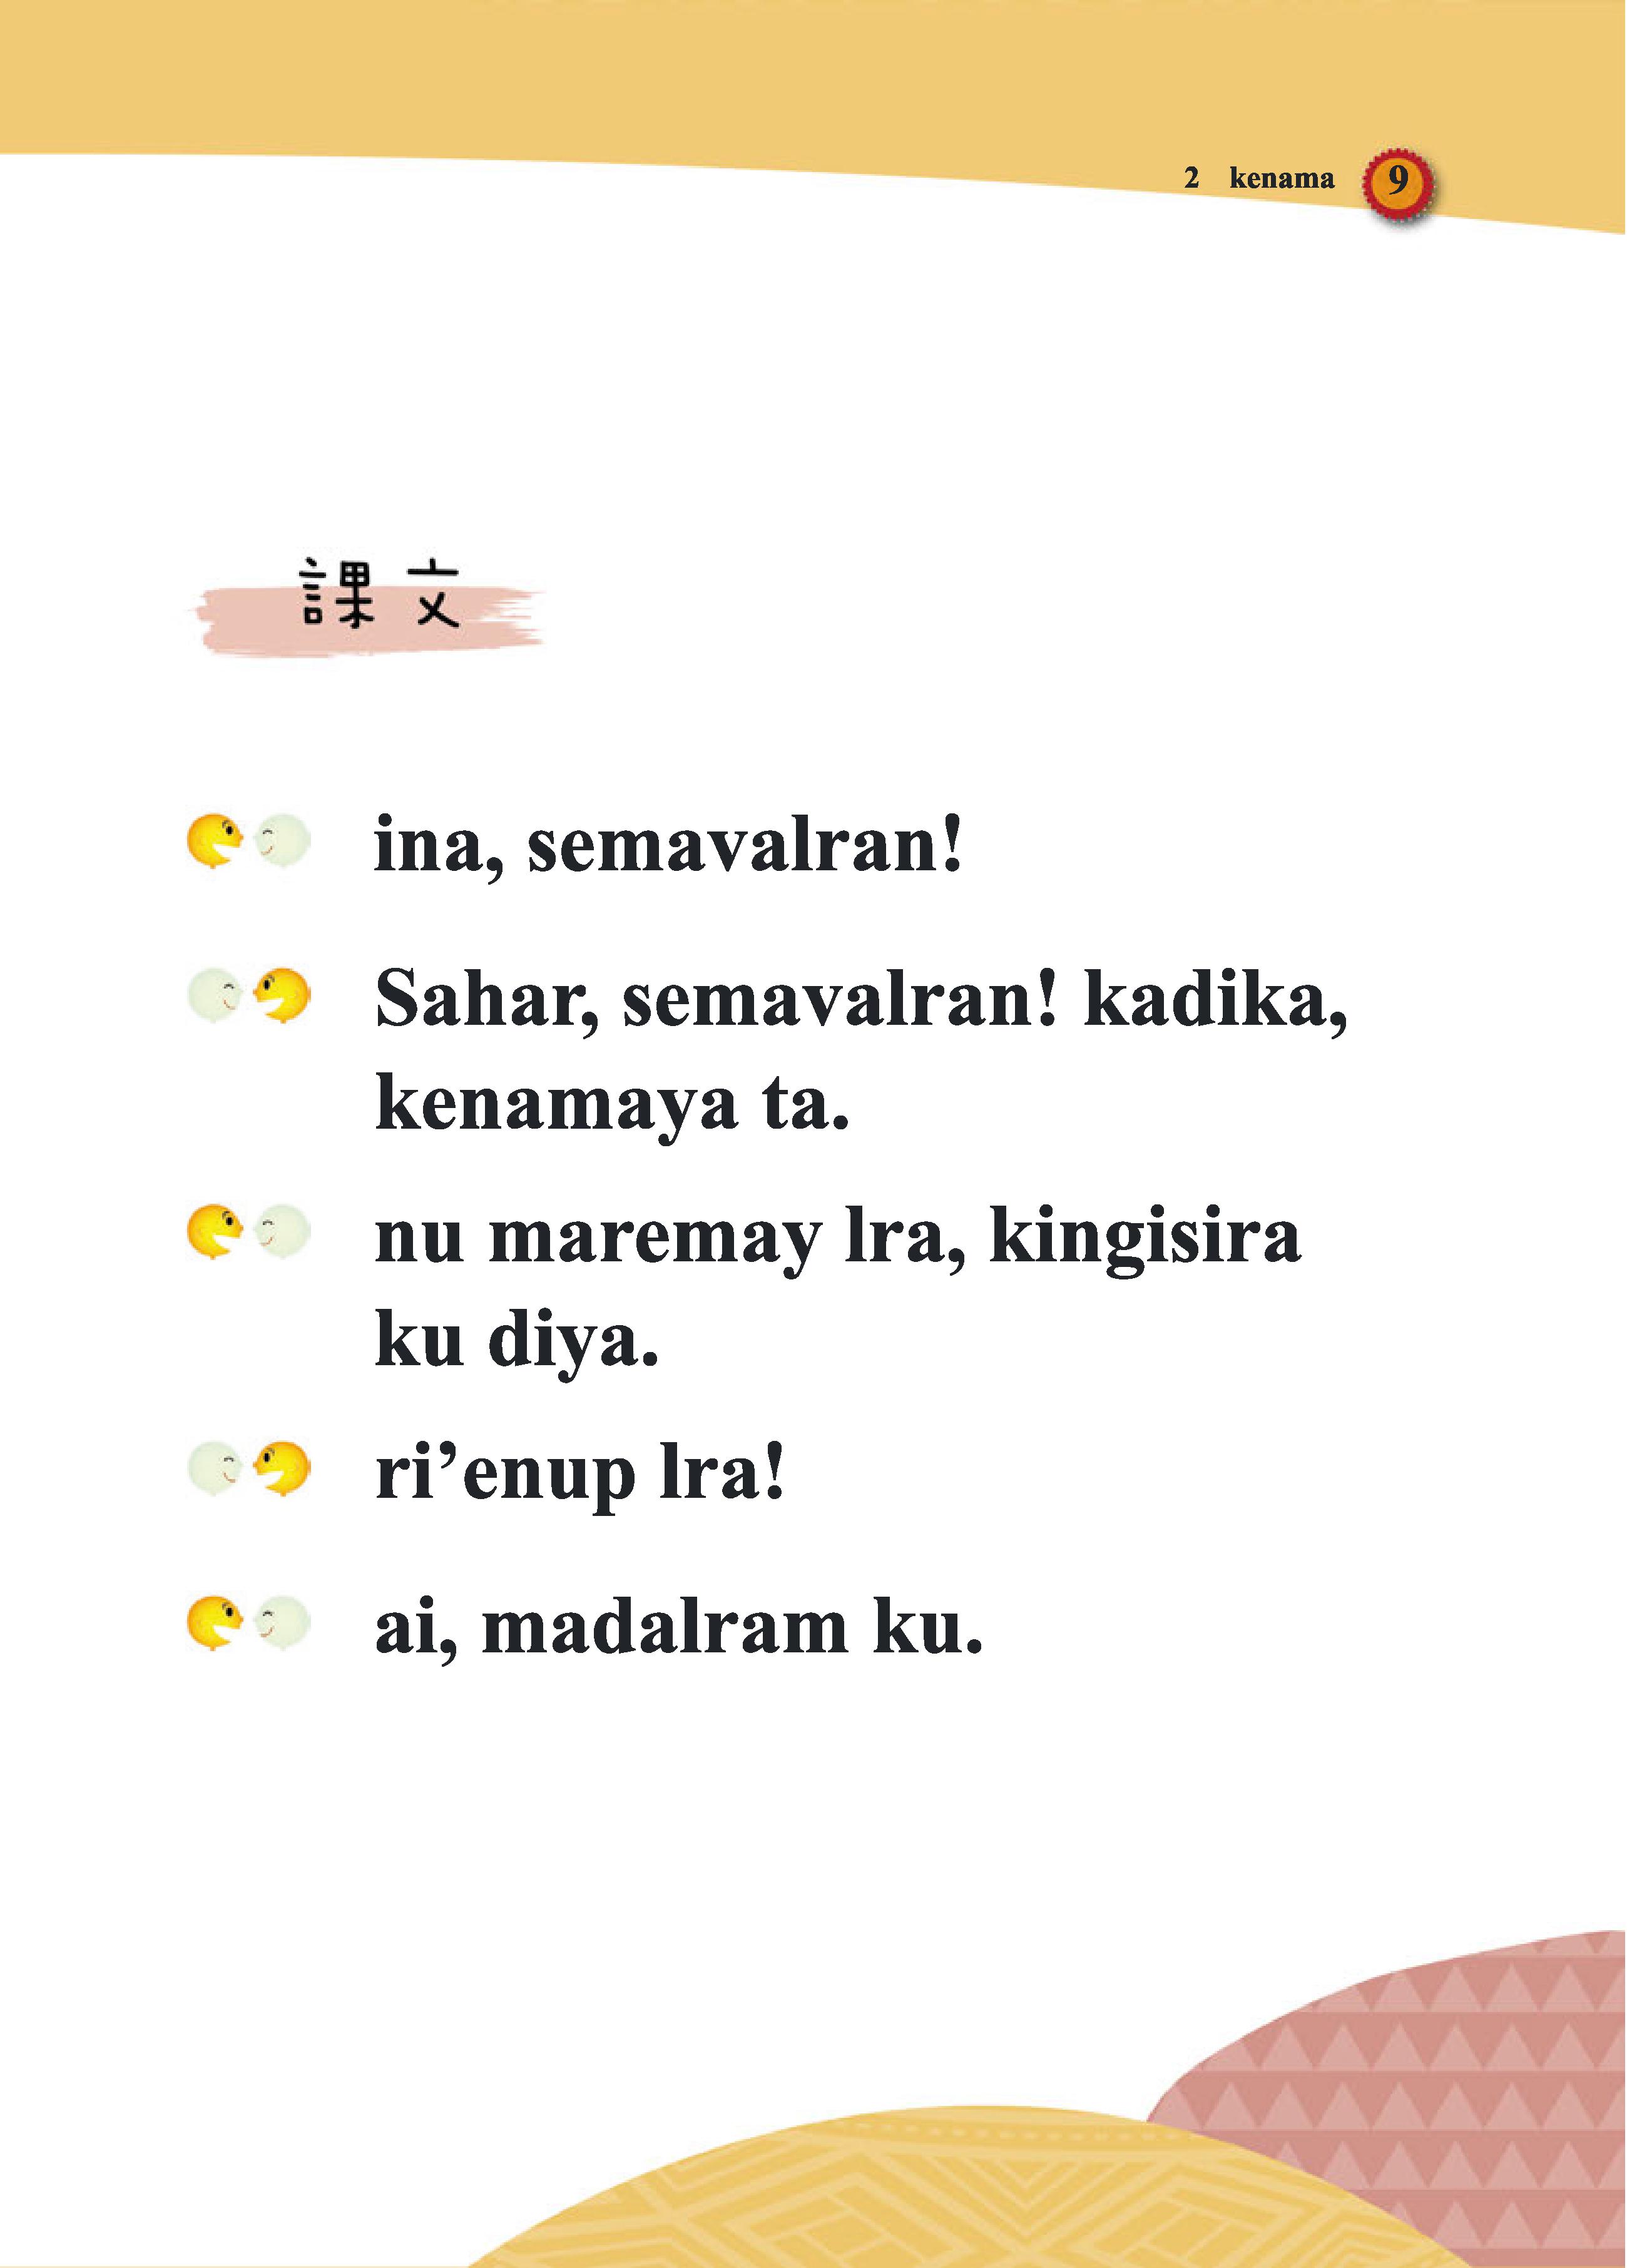 2 kenama 9
課文
ina, semavalran!
Sahar, semavalran! kadika,
kenamaya ta.
nu maremay lra, kingisira
ku diya.
ri’enup lra!
ai, madalram ku.